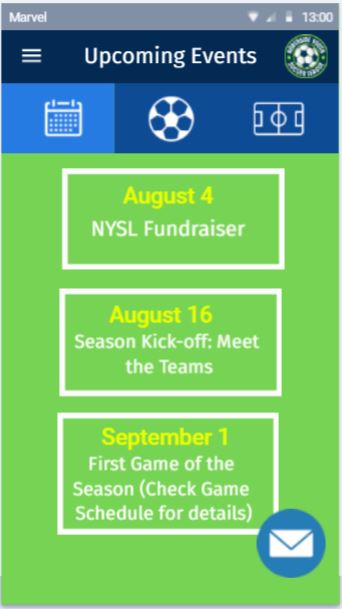 Marvel 13:00
Upcoming Events
August 4
NYSL Fundraiser
August 16
Season Kick-off: Meet
the Teams
September 1
First Game of the
Season (Check Game
Schedule for details)